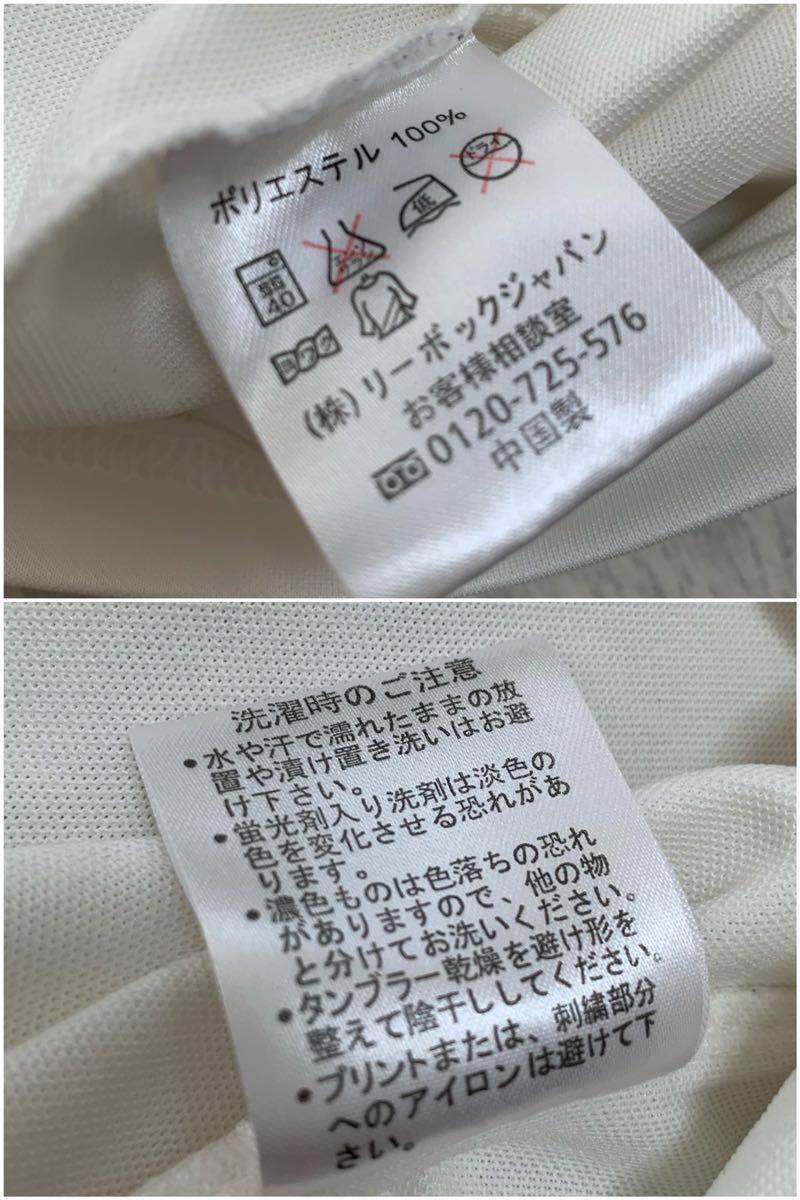 ポリエステル 100%
弱
40
エンソ
サラシ
低
ドライ
ヨワク
(株)リーボックジャパン
お客様相談室
0120-725-576
中国製
洗濯時のご注意
•水や汗で濡れたままの放
置や漬け置き洗いはお避
け下さい。
•蛍光剤入り洗剤は淡色の
色を変化させる恐れがあ
ります。
•濃色ものは色落ちの恐れ
がありますので、他の物
と分けてお洗いください。
•タンブラー乾燥を避け形を
整えて陰干ししてください。
•プリントまたは、刺繍部分
へのアイロンは避けて下
さい。